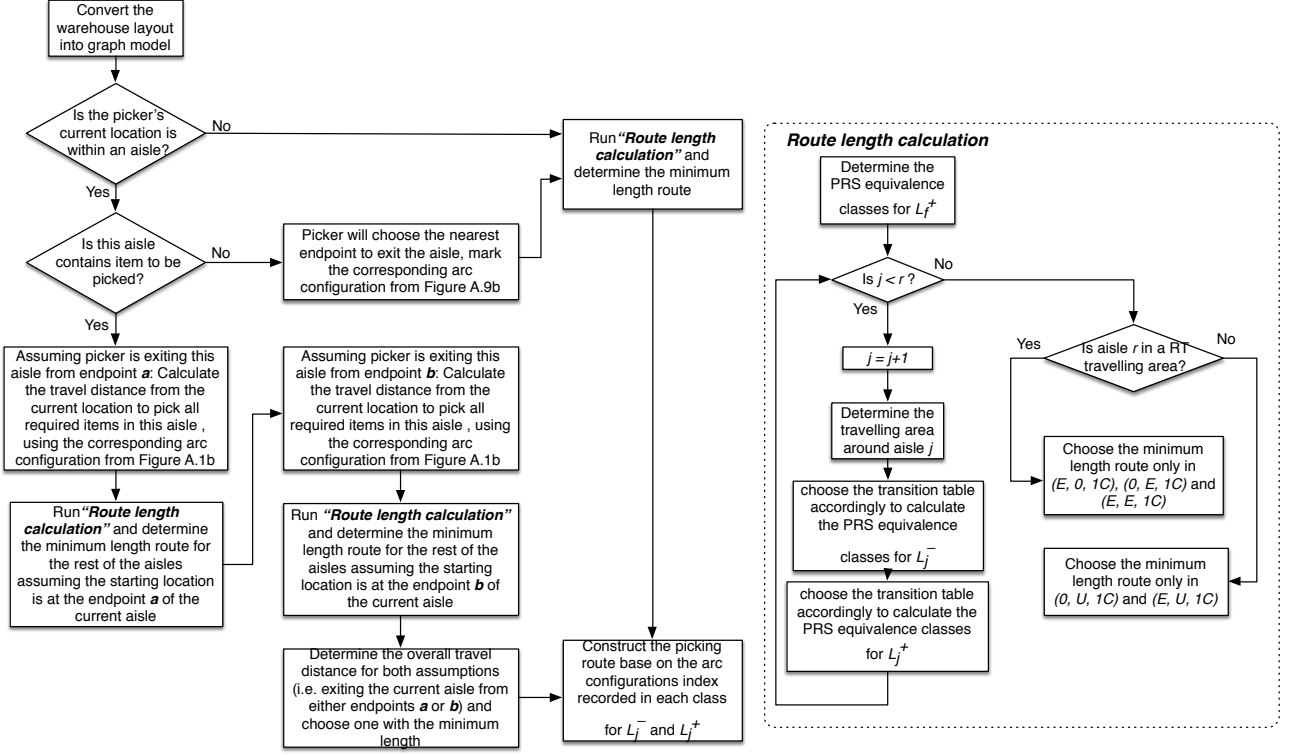 Convert the
warehouse layout
into graph model
Is the picker's
current location is
within an aisle?
No
Yes
Is this aisle
contains item to be
picked?
No
Yes
Picker will choose the nearest
endpoint to exit the aisle, mark
the corresponding arc
configuration from Figure A.9b
Run "Route length
calculation" and
determine the minimum
length route
Assuming picker is exiting this
aisle from endpoint a: Calculate
the travel distance from the
current location to pick all
required items in this aisle ,
using the corresponding arc
configuration from Figure A.1b
Run "Route length
calculation" and determine
the minimum length route for
the rest of the aisles
assuming the starting location
is at the endpoint a of the
current aisle
Assuming picker is exiting this
aisle from endpoint b: Calculate
the travel distance from the
current location to pick all
required items in this aisle , using
the corresponding arc
configuration from Figure A.1b
Run "Route length calculation"
and determine the minimum
length route for the rest of the
aisles assuming the starting
location is at the endpoint b of
the current aisle
Determine the overall travel
distance for both assumptions
(i.e. exiting the current aisle from
either endpoints a or b) and
choose one with the minimum
length
Construct the picking
route base on the arc
configurations index
recorded in each class
for Lj− and Lj+
Route length calculation
Determine the
PRS equivalence
classes for Lf+
Is j < r ?
No
Yes
j = j+1
Determine the
travelling area
around aisle j
choose the transition table
accordingly to calculate
the PRS equivalence
classes for Lj−
choose the transition table
accordingly to calculate the
PRS equivalence classes
for Lj+
Is aisle r in a RT
travelling area?
Yes
No
Choose the minimum
length route only in
(E, 0, 1C), (0, E, 1C) and
(E, E, 1C)
Choose the minimum
length route only in
(0, U, 1C) and (E, U, 1C)